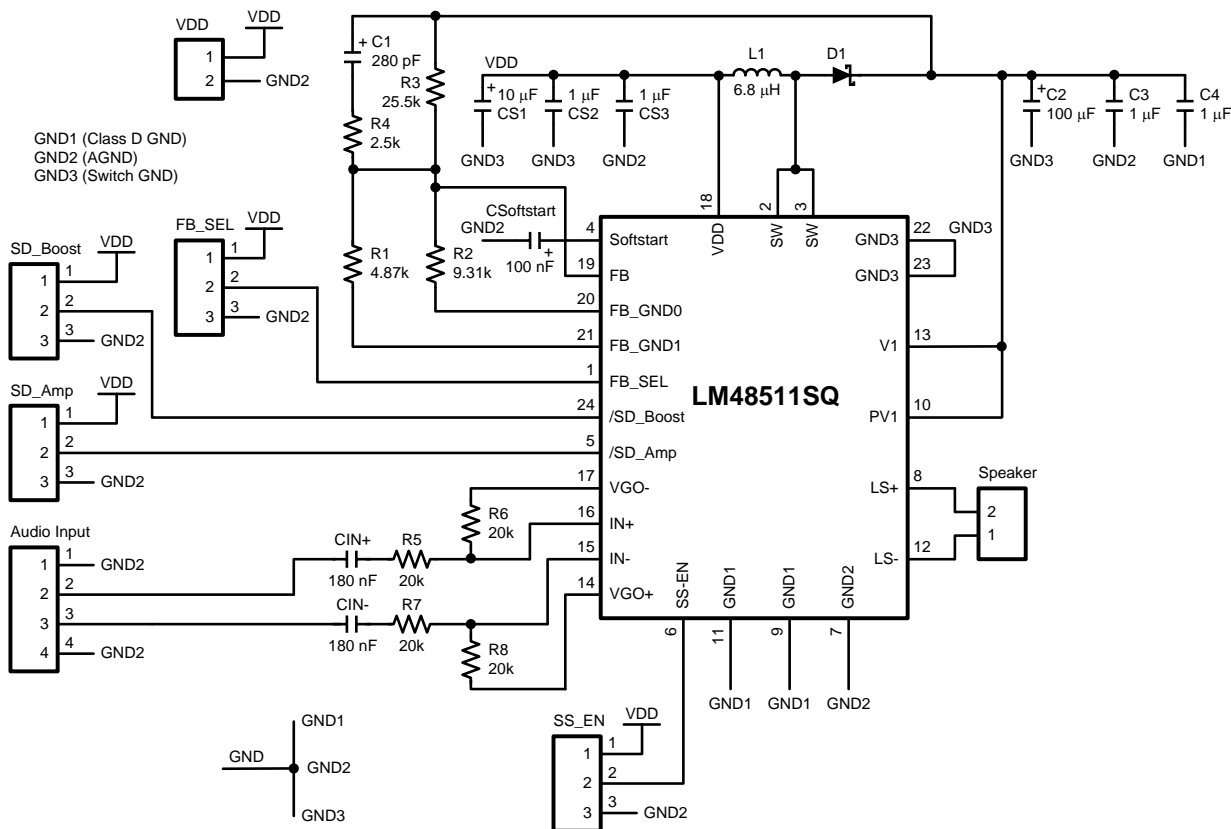 VDD
VDD
1
2
GND2
GND1 (Class D GND)
GND2 (AGND)
GND3 (Switch GND)
+ C1
280 pF
R3
25.5k
R4
2.5k
R1
4.87k
R2
9.31k
VDD
+ 10 µF
CS1
GND3
1 µF
CS2
GND3
1 µF
CS3
GND2
L1
6.8 µH
D1
+ C2
100 µF
GND3
C3
1 µF
GND2
C4
1 µF
GND1
CSoftstart
GND2
+
100 nF
FB_SEL
VDD
1 1
2 2
3 3
GND2
SD_Boost
VDD
1 1
2 2
3 3
GND2
SD_Amp
VDD
1 1
2 2
3 3
GND2
Audio Input
1 1
GND2
2 2
3 3
4 4
GND2
CIN+
180 nF
R5
20k
R6
20k
CIN-
180 nF
R7
20k
R8
20k
LM48511SQ
18
VDD
2
SW
3
SW
4 Softstart
19 FB
20 FB_GND0
21 FB_GND1
1 FB_SEL
24 /SD_Boost
5 /SD_Amp
17 VGO-
16 IN+
15 IN-
14 VGO+
GND3 22
GND3
GND3 23
V1 13
PV1 10
LS+ 8
LS- 12
Speaker
2
1
SS-EN
6
GND1
11
GND1
GND1
9
GND1
GND2
7
GND2
SS_EN
VDD
1 1
2 2
3 3
GND2
GND1
GND
GND2
GND3